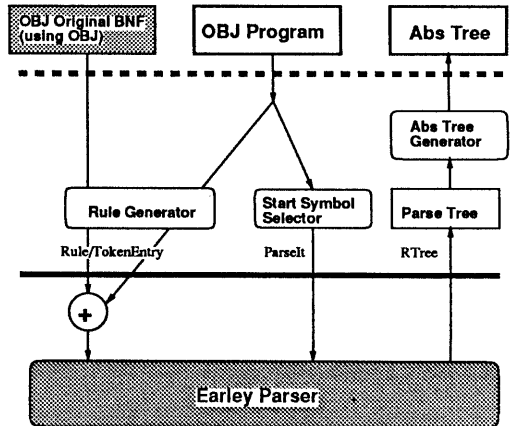 OBJ Original BNF
(using OBJ)
OBJ Program
Abs Tree
Abs Tree
Generator
Rule Generator
Start Symbol
Selector
Parse Tree
Rule/TokenEntry
ParseIt
RTree
+
Earley Parser